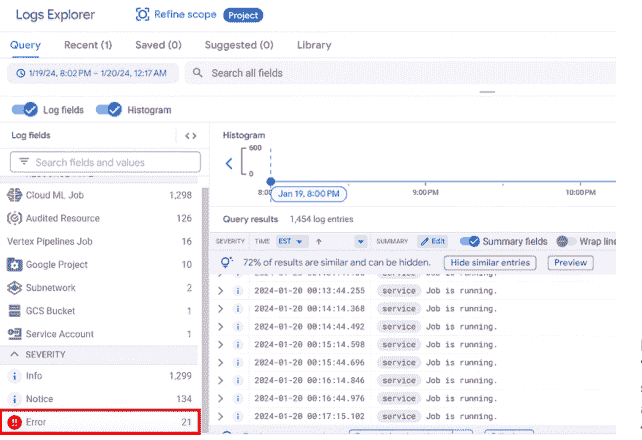 Logs Explorer
Refine scope
Project
Query
Recent (1)
Saved (0)
Suggested (0)
Library
1/19/24, 8:02 PM – 1/20/24, 12:17 AM
Search all fields
Log fields
Histogram
Log fields
Search fields and values
Cloud ML Job 1,298
Audited Resource 126
Vertex Pipelines Job 16
Google Project 10
Subnetwork 2
GCS Bucket 1
Service Account 1
SEVERITY
Info 1,299
Notice 134
Error 21
Histogram
600
0
Jan 19, 8:00 PM
9:00PM
10:00PM
Query results 1,454 log entries
SEVERITY TIME EST SUMMARY Edit Summary fields Wrap line
72% of results are similar and can be hidden. Hide similar entries Preview
2024-01-20 00:13:44.255 service Job is running.
2024-01-20 00:14:14.368 service Job is running.
2024-01-20 00:14:44.492 service Job is running.
2024-01-20 00:15:14.598 service Job is running.
2024-01-20 00:15:44.696 service Job is running.
2024-01-20 00:16:14.846 service Job is running.
2024-01-20 00:16:44.976 service Job is running.
2024-01-20 00:17:15.102 service Job is running.